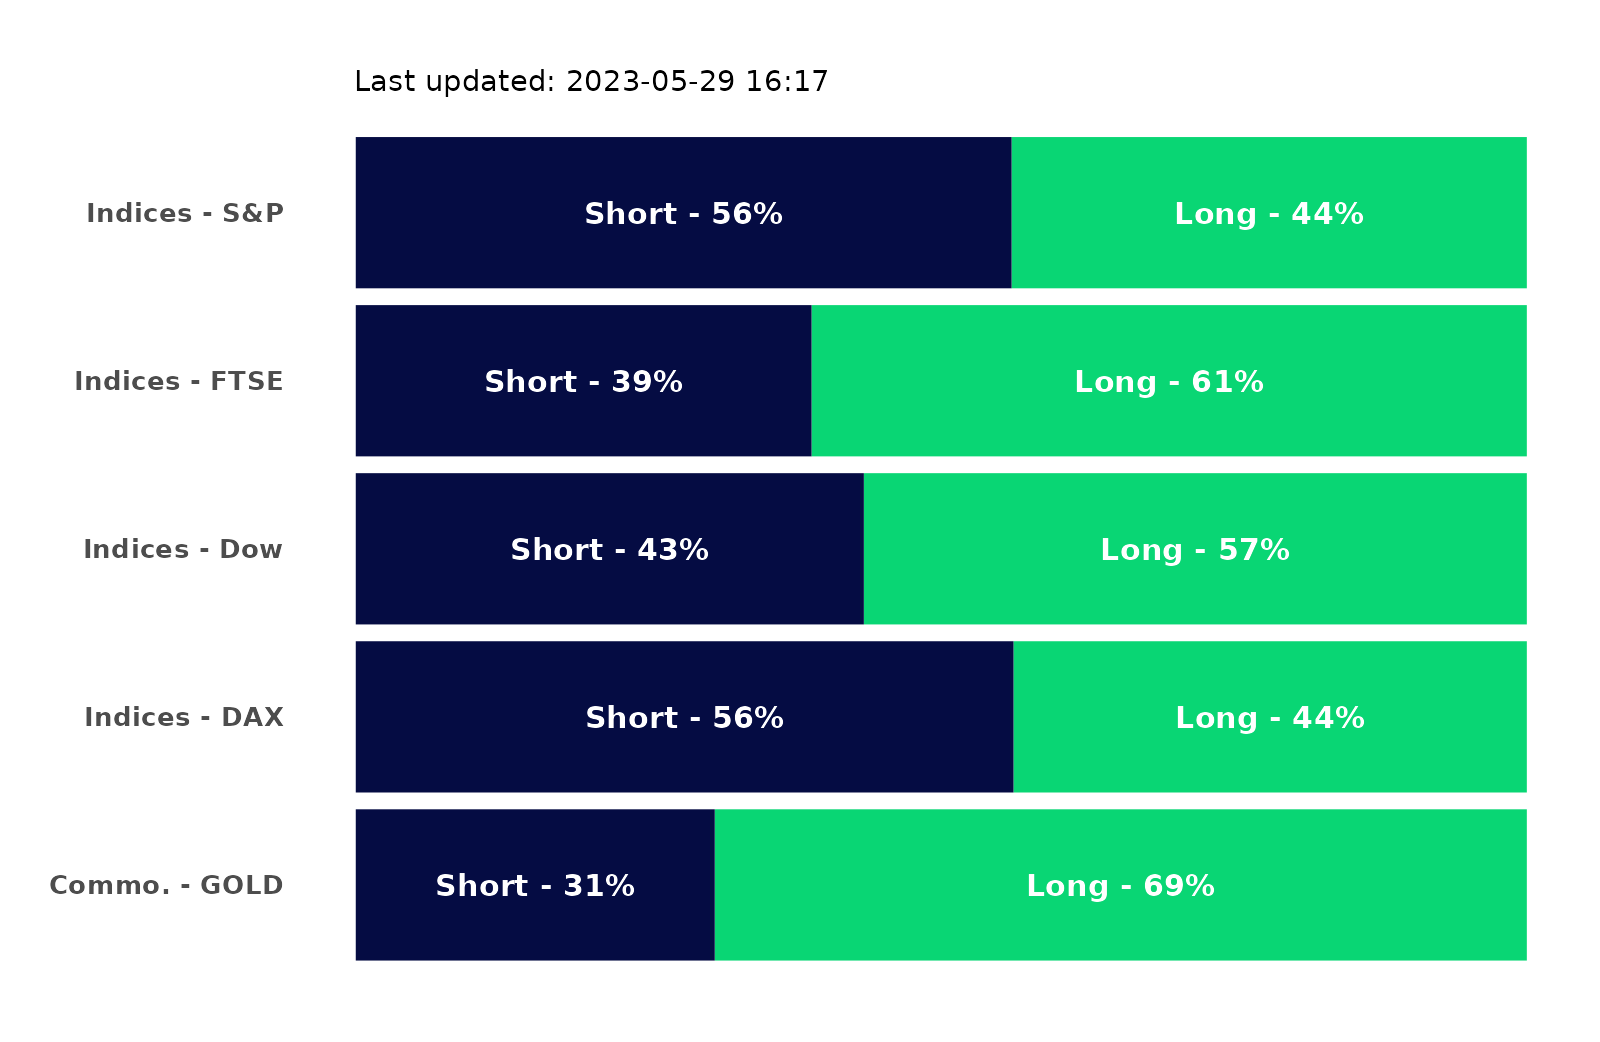 Last updated: 2023-05-29 16:17
Indices - S&P Short - 56% Long - 44%
Indices - FTSE Short - 39% Long - 61%
Indices - Dow Short - 43% Long - 57%
Indices - DAX Short - 56% Long - 44%
Commo. - GOLD Short - 31% Long - 69%